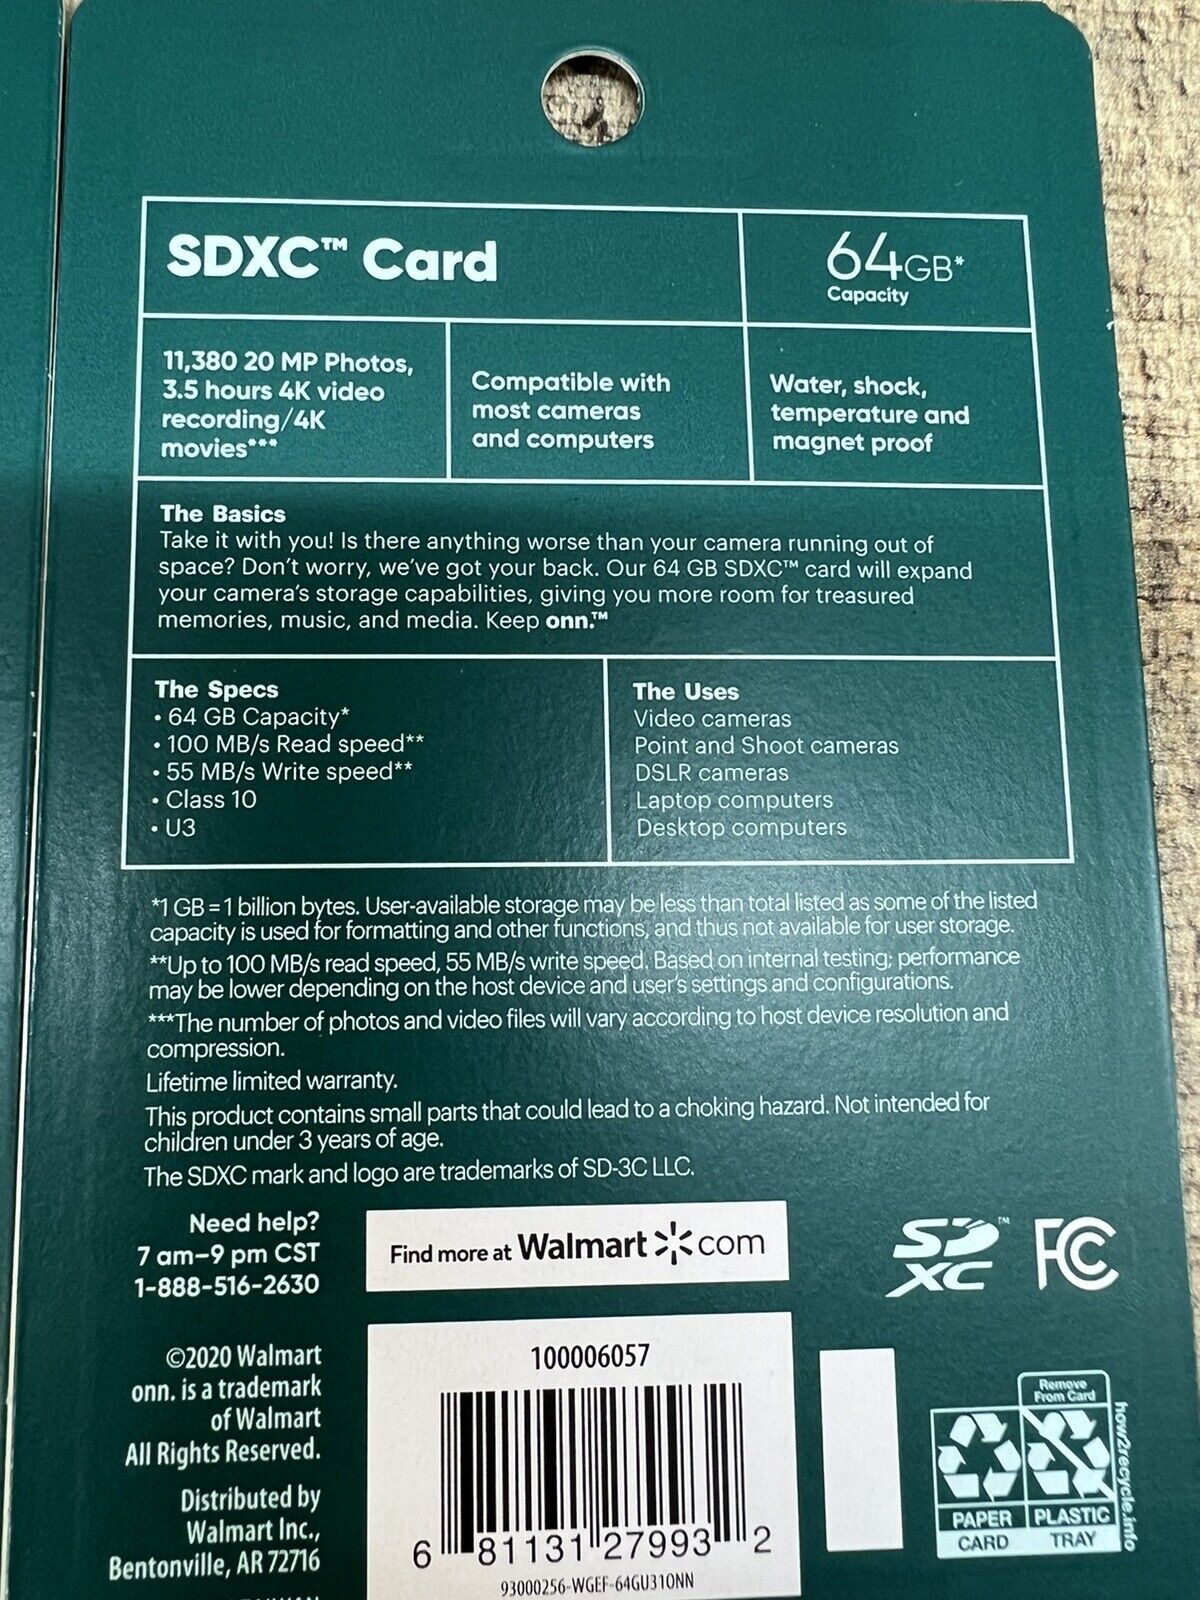 SDXC™ Card
64GB*
Capacity
11,380 20 MP Photos,
3.5 hours 4K video
recording/4K
movies***
Compatible with
most cameras
and computers
Water, shock,
temperature and
magnet proof
The Basics
Take it with you! Is there anything worse than your camera running out of
space? Don't worry, we've got your back. Our 64 GB SDXC™ card will expand
your camera's storage capabilities, giving you more room for treasured
memories, music, and media. Keep onn.™
The Specs
• 64 GB Capacity*
• 100 MB/s Read speed**
• 55 MB/s Write speed**
• Class 10
• U3
The Uses
Video cameras
Point and Shoot cameras
DSLR cameras
Laptop computers
Desktop computers
*1 GB = 1 billion bytes. User-available storage may be less than total listed as some of the listed
capacity is used for formatting and other functions, and thus not available for user storage.
**Up to 100 MB/s read speed, 55 MB/s write speed. Based on internal testing; performance
may be lower depending on the host device and user's settings and configurations.
***The number of photos and video files will vary according to host device resolution and
compression.
Lifetime limited warranty.
This product contains small parts that could lead to a choking hazard. Not intended for
children under 3 years of age.
The SDXC mark and logo are trademarks of SD-3C LLC.
Need help?
7 am–9 pm CST
1-888-516-2630
Find more at Walmart com
SD™
XC
FC
©2020 Walmart
onn. is a trademark
of Walmart
All Rights Reserved.
Distributed by
Walmart Inc.,
Bentonville, AR 72716
100006057
6 81131 27993 2
93000256-WGEF-64GU31ONN
Remove
From Card
PAPER
CARD
PLASTIC
TRAY
how2recycle.info